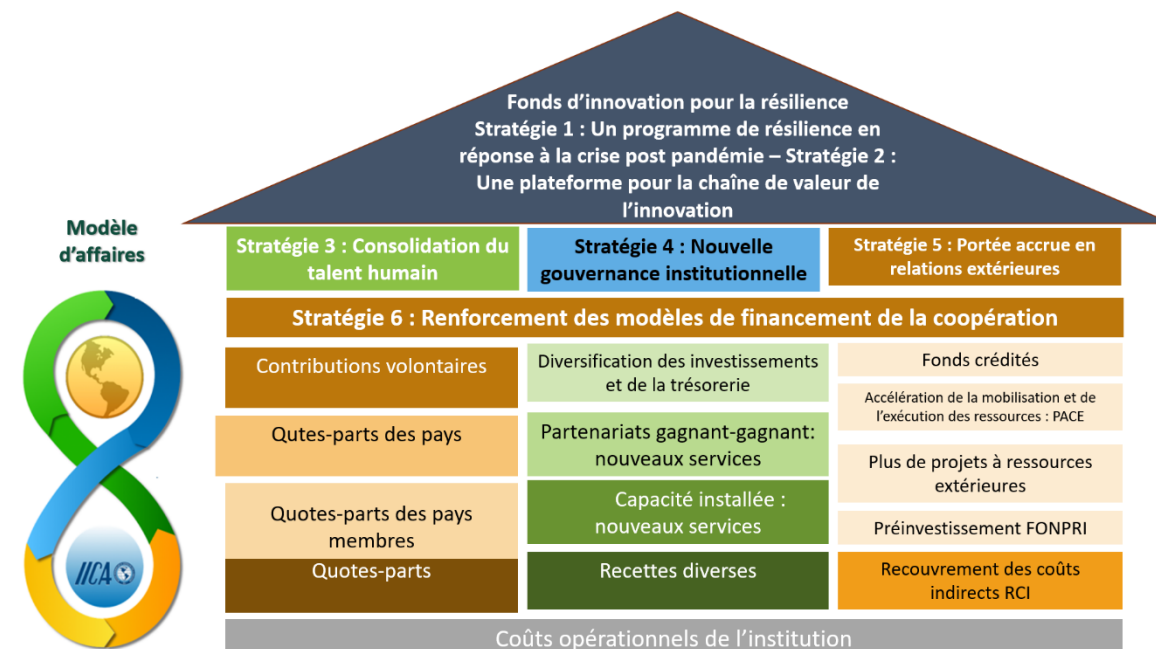 Fonds d’innovation pour la résilience
Stratégie 1 : Un programme de résilience en
réponse à la crise post pandémie – Stratégie 2 :
Une plateforme pour la chaîne de valeur de
l’innovation
Modèle
d’affaires
Stratégie 3 : Consolidation du
talent humain
Stratégie 4 : Nouvelle
gouvernance institutionnelle
Stratégie 5 : Portée accrue en
relations extérieures
Stratégie 6 : Renforcement des modèles de financement de la coopération
Contributions volontaires
Qutes-parts des pays
Quotes-parts des pays
membres
Quotes-parts
Diversification des investissements
et de la trésorerie
Partenariats gagnant-gagnant:
nouveaux services
Capacité installée :
nouveaux services
Recettes diverses
Fonds crédités
Accélération de la mobilisation et de
l’exécution des ressources : PACE
Plus de projets à ressources
extérieures
Préinvestissement FONPRI
Recouvrement des coûts
indirects RCI
IICA
Coûts opérationnels de l’institution